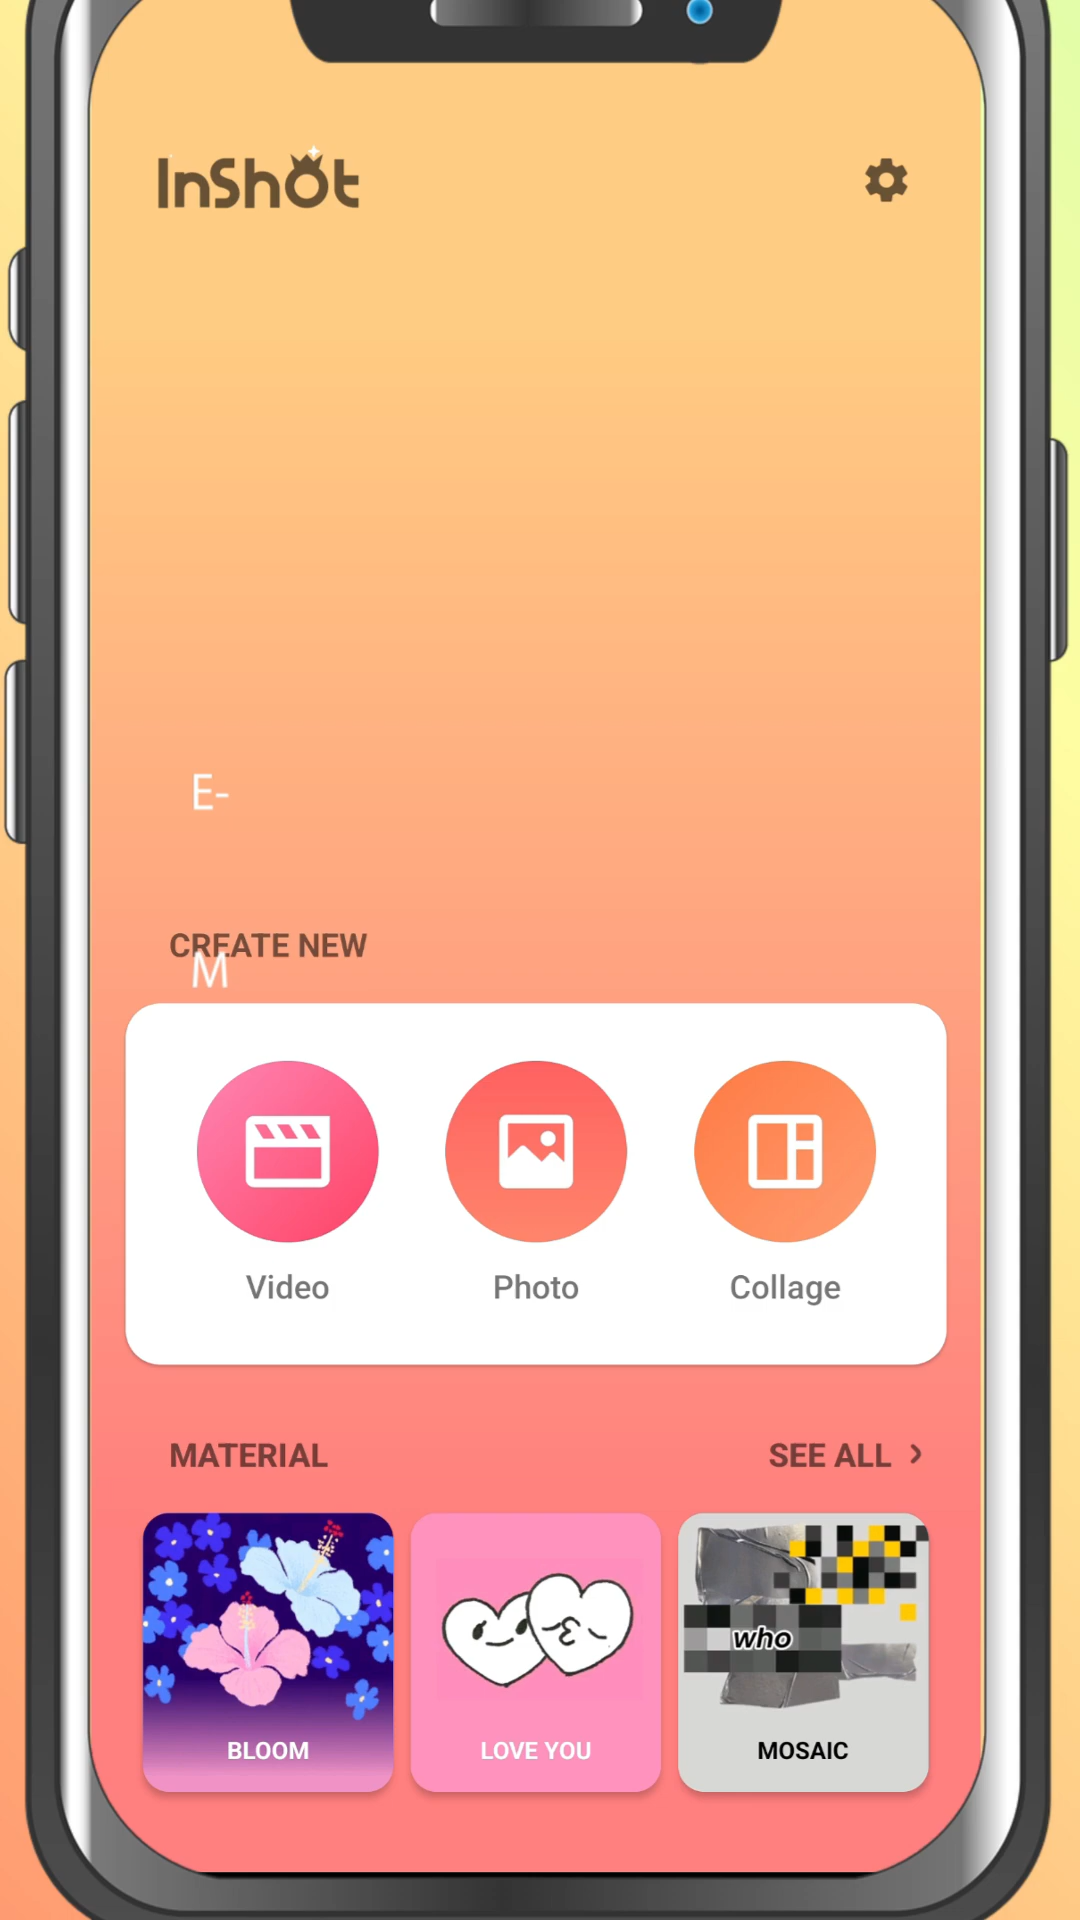 InShot
E-
CREATE NEW
M
Video Photo Collage
MATERIAL SEE ALL >
who
BLOOM LOVE YOU MOSAIC